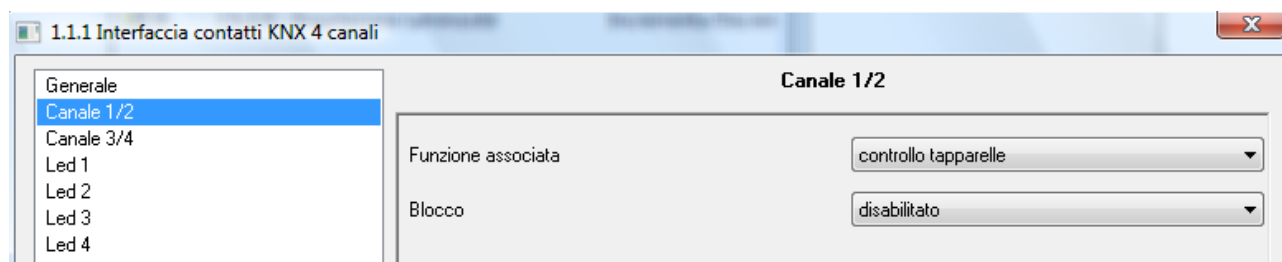 1.1.1 Interfaccia contatti KNX 4 canali
Generale
Canale 1/2
Canale 3/4
Led 1
Led 2
Led 3
Led 4
Canale 1/2
Funzione associata controllo tapparelle
Blocco disabilitato